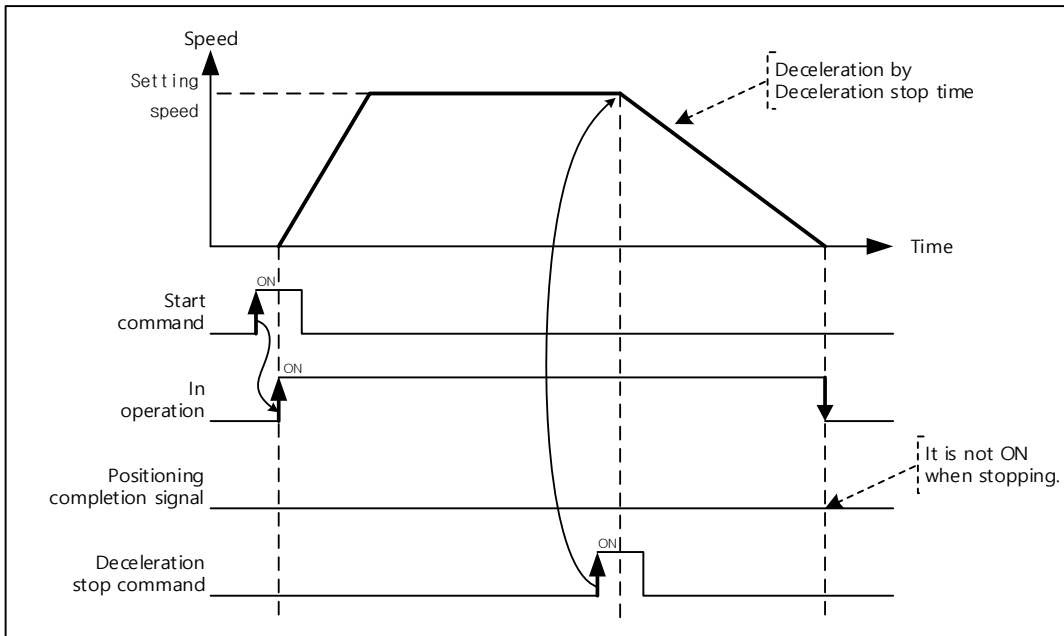 Speed
Setting
speed
Deceleration by
Deceleration stop time
Time
ON
Start
command
ON
In
operation
It is not ON
when stopping.
Positioning
completion signal
ON
Deceleration
stop command